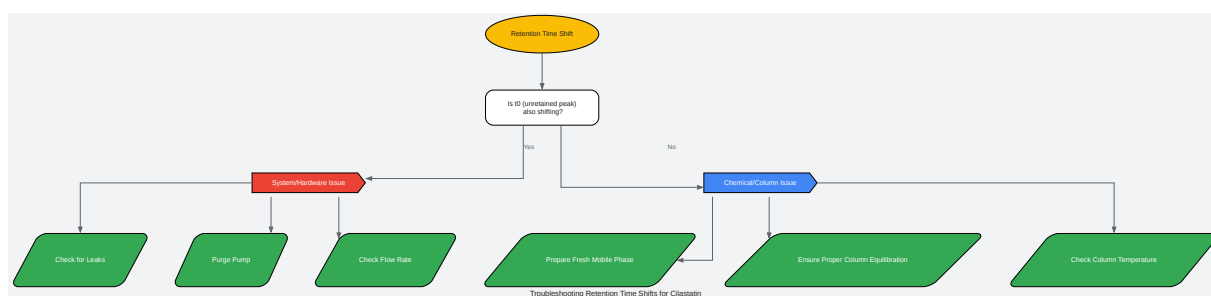 Retention Time Shift
Is t0 (unretained peak)
also shifting?
Yes
No
System/Hardware Issue
Chemical/Column Issue
Check for Leaks
Purge Pump
Check Flow Rate
Prepare Fresh Mobile Phase
Ensure Proper Column Equilibration
Check Column Temperature
Troubleshooting Retention Time Shifts for Cilastatin